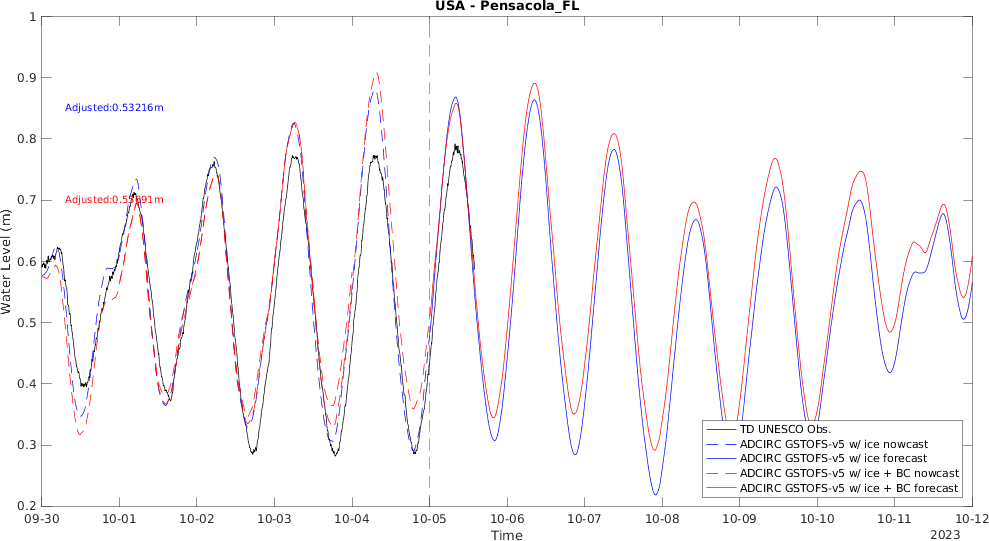 USA - Pensacola_FL
1
0.9
0.8
0.7
0.6
0.5
0.4
0.3
0.2
Water Level (m)
Adjusted:0.53216m
TD UNESCO Obs.
ADCIRC GSTOFS-v5 w/ ice nowcast
ADCIRC GSTOFS-v5 w/ ice forecast
ADCIRC GSTOFS-v5 w/ ice + BC nowcast
ADCIRC GSTOFS-v5 w/ ice + BC forecast
09-30 10-01 10-02 10-03 10-04 10-05 10-06 10-07 10-08 10-09 10-10 10-11 10-12
Time
2023